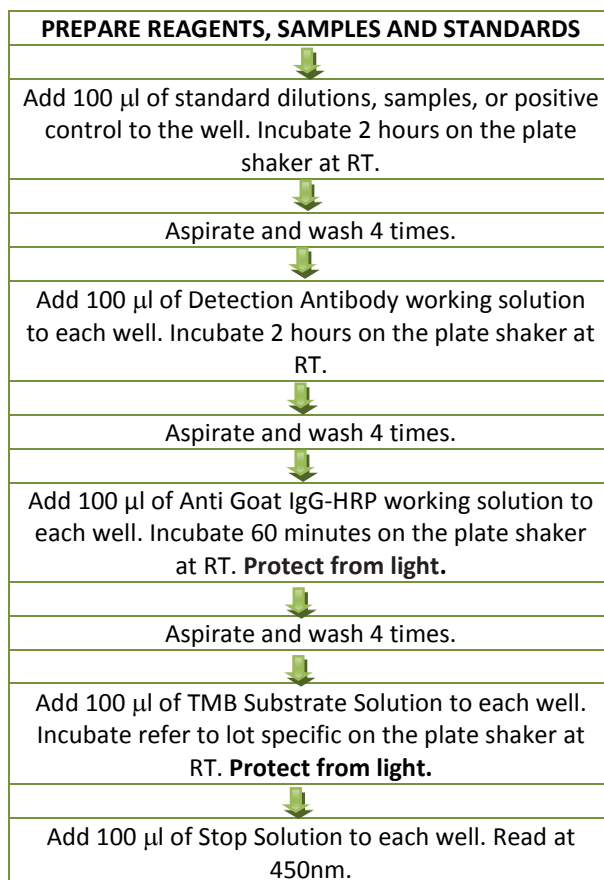 PREPARE REAGENTS, SAMPLES AND STANDARDS
Add 100 μl of standard dilutions, samples, or positive
control to the well. Incubate 2 hours on the plate
shaker at RT.
Aspirate and wash 4 times.
Add 100 μl of Detection Antibody working solution
to each well. Incubate 2 hours on the plate shaker at
RT.
Aspirate and wash 4 times.
Add 100 μl of Anti Goat IgG-HRP working solution to
each well. Incubate 60 minutes on the plate shaker
at RT. Protect from light.
Aspirate and wash 4 times.
Add 100 μl of TMB Substrate Solution to each well.
Incubate refer to lot specific on the plate shaker at
RT. Protect from light.
Add 100 μl of Stop Solution to each well. Read at
450nm.